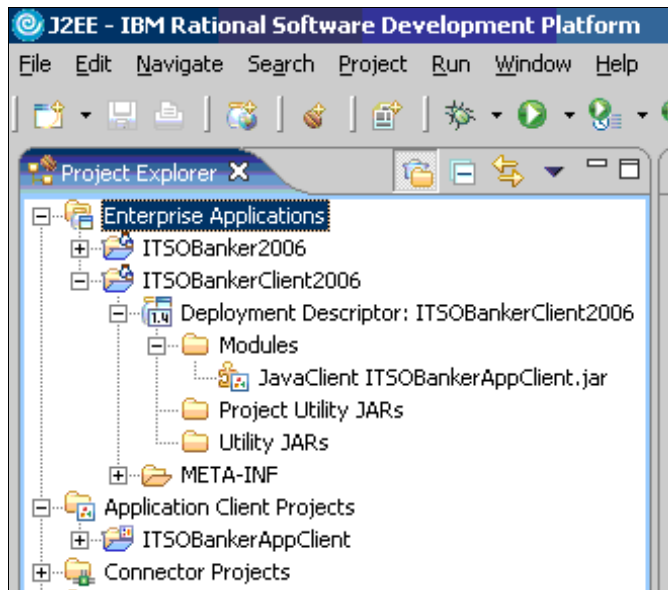 J2EE - IBM Rational Software Development Platform
File Edit Navigate Search Project Run Window Help
Project Explorer
Enterprise Applications
ITSOBanker2006
ITSOBankerClient2006
1.4 Deployment Descriptor: ITSOBankerClient2006
Modules
JavaClient ITSOBankerAppClient.jar
Project Utility JARs
Utility JARs
META-INF
Application Client Projects
ITSOBankerAppClient
Connector Projects